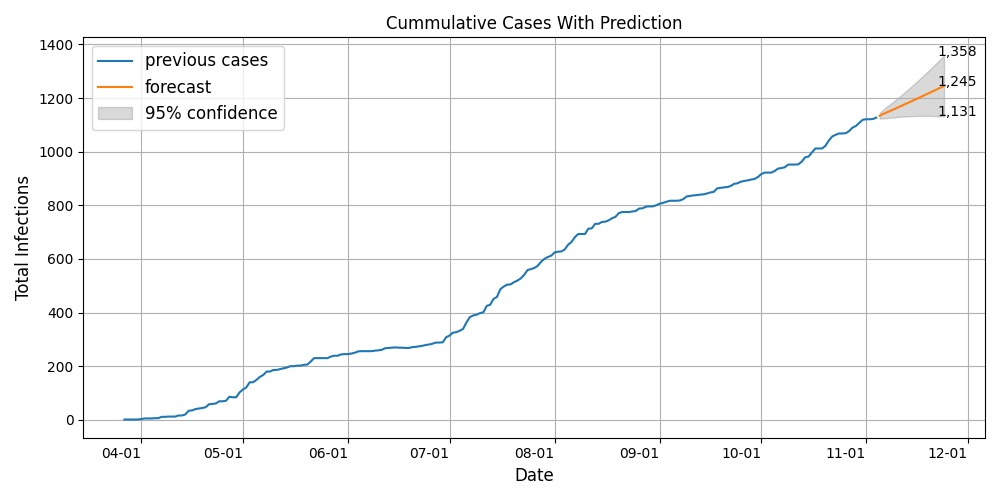 Cummulative Cases With Prediction
previous cases
forecast
95% confidence
1,358
1,245
1,131
Total Infections
1400
1200
1000
800
600
400
200
0
04-01 05-01 06-01 07-01 08-01 09-01 10-01 11-01 12-01
Date